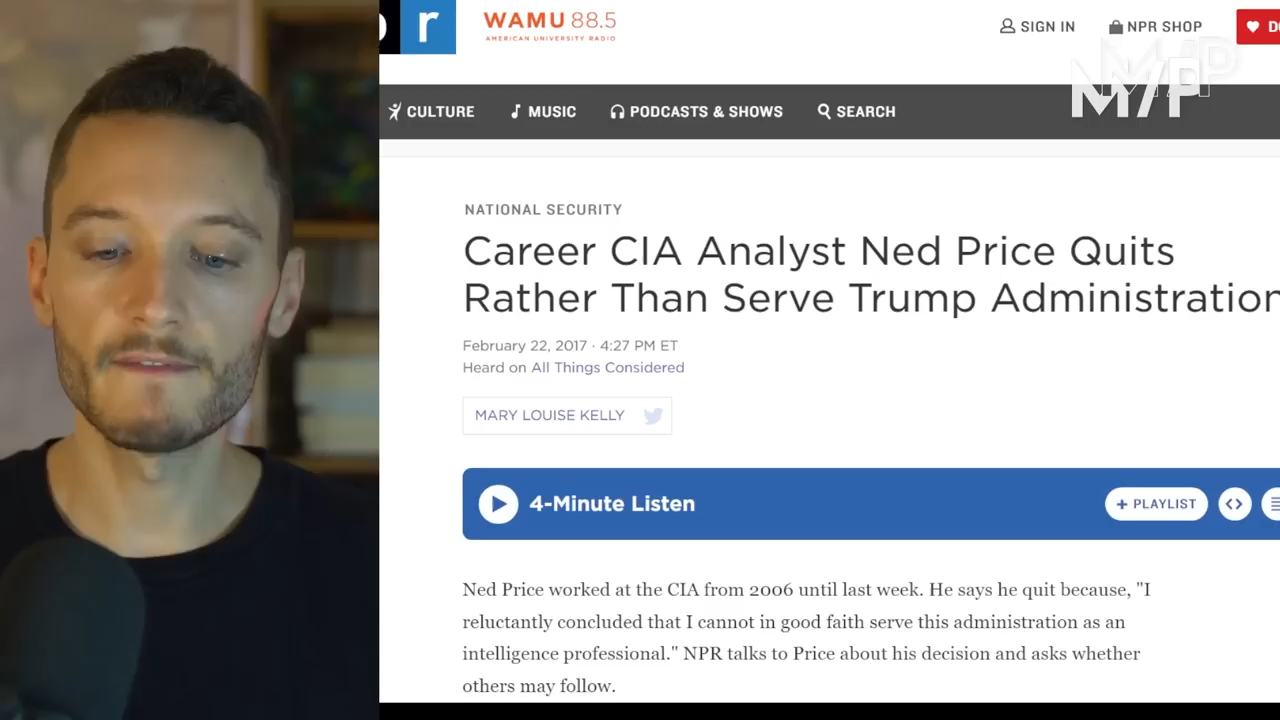 r
WAMU 88.5
AMERICAN UNIVERSITY RADIO
SIGN IN
NPR SHOP
M/P
CULTURE
MUSIC
PODCASTS & SHOWS
SEARCH
NATIONAL SECURITY
Career CIA Analyst Ned Price Quits
Rather Than Serve Trump Administration
February 22, 2017 · 4:27 PM ET
Heard on All Things Considered
MARY LOUISE KELLY
4-Minute Listen
+ PLAYLIST
Ned Price worked at the CIA from 2006 until last week. He says he quit because, "I
reluctantly concluded that I cannot in good faith serve this administration as an
intelligence professional." NPR talks to Price about his decision and asks whether
others may follow.